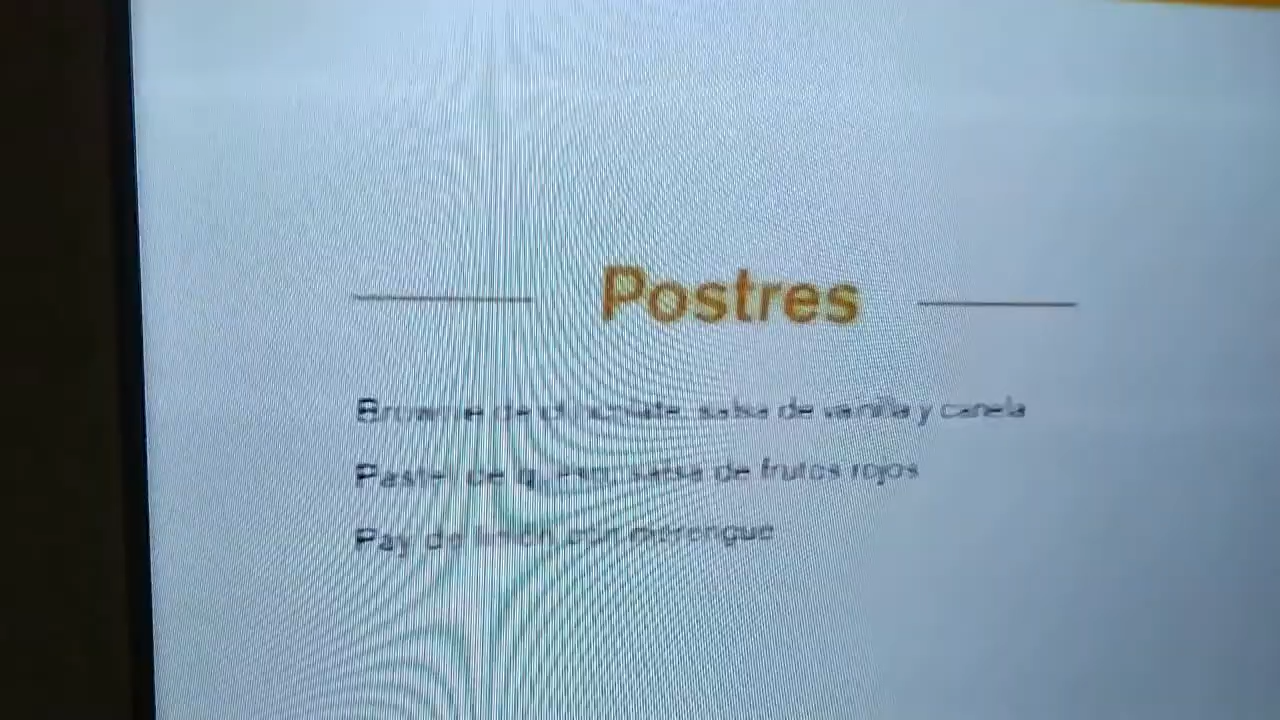 Postres
Brownie de chocolate, salsa de vainilla y canela
Pastel de queso, salsa de frutos rojos
Pay de limón con merengue